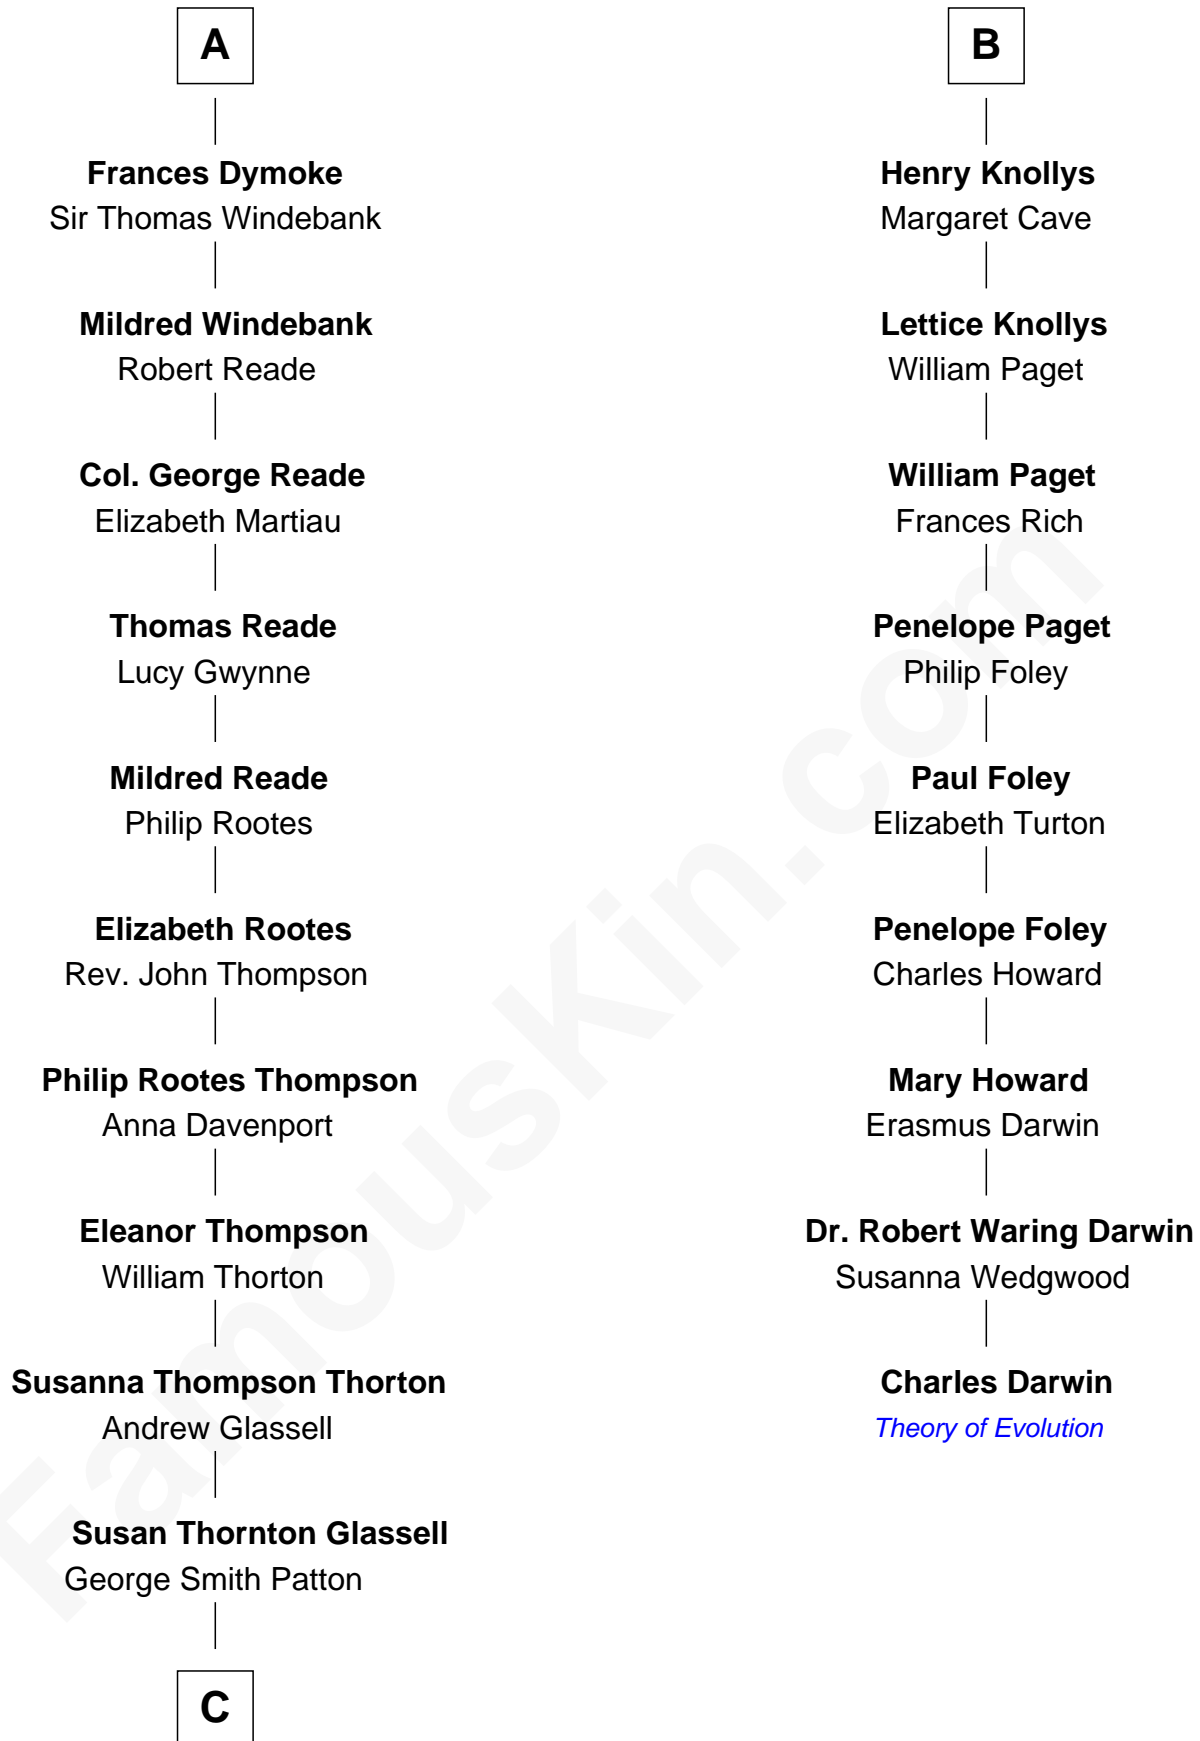 A
Frances Dymoke
Sir Thomas Windebank
Mildred Windebank
Robert Reade
Col. George Reade
Elizabeth Martiau
Thomas Reade
Lucy Gwynne
Mildred Reade
Philip Rootes
Elizabeth Rootes
Rev. John Thompson
Philip Rootes Thompson
Anna Davenport
Eleanor Thompson
William Thorton
Susanna Thompson Thorton
Andrew Glassell
Susan Thornton Glassell
George Smith Patton
C
B
Henry Knollys
Margaret Cave
Lettice Knollys
William Paget
William Paget
Frances Rich
Penelope Paget
Philip Foley
Paul Foley
Elizabeth Turton
Penelope Foley
Charles Howard
Mary Howard
Erasmus Darwin
Dr. Robert Waring Darwin
Susanna Wedgwood
Charles Darwin
Theory of Evolution
FamousKin.com